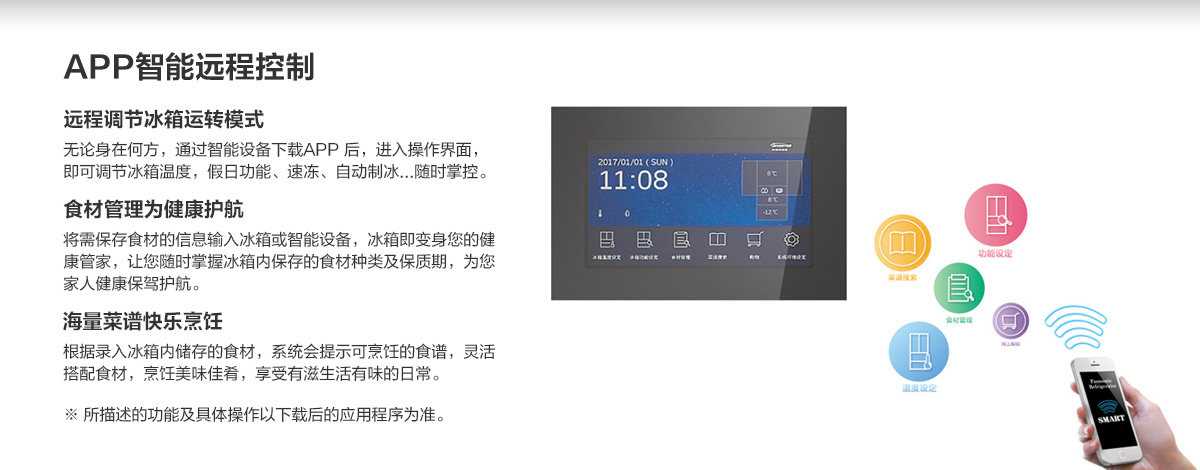 APP智能远程控制
远程调节冰箱运转模式
无论身在何方，通过智能设备下载APP 后，进入操作界面，
即可调节冰箱温度，假日功能、速冻、自动制冰...随时掌控。
食材管理为健康护航
将需保存食材的信息输入冰箱或智能设备，冰箱即变身您的健
康管家，让您随时掌握冰箱内保存的食材种类及保质期，为您
家人健康保驾护航。
海量菜谱快乐烹饪
根据录入冰箱内储存的食材，系统会提示可烹饪的食谱，灵活
搭配食材，烹饪美味佳肴，享受有滋生活有味的日常。
※ 所描述的功能及具体操作以下载后的应用程序为准。
INVERTER
2017/01/01 ( SUN )
11:08
8℃
8℃
-12℃
冰箱温度设定 冰箱功能设定 食材管理 菜谱搜索 购物 系统环境设定
功能设定
菜谱搜索
食材管理
网上购物
温度设定
Panasonic
Refrigerator
SMART